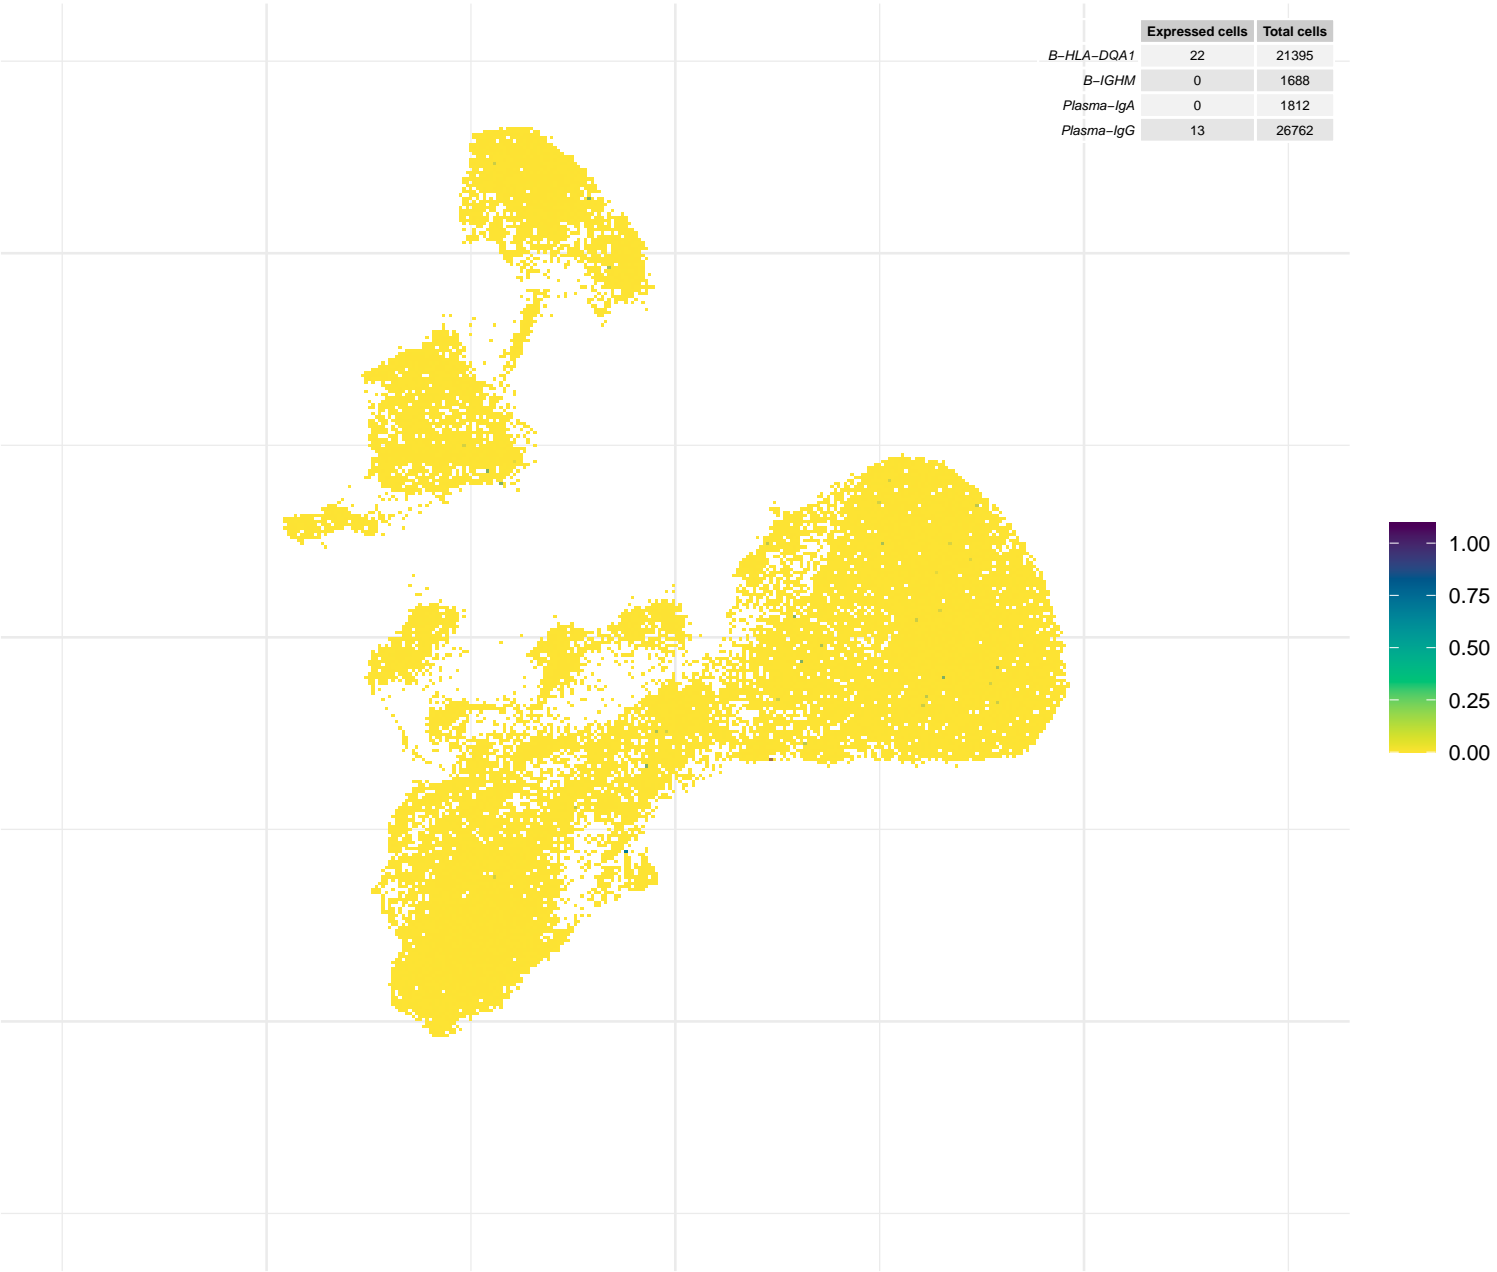 Expressed cells Total cells
B−HLA−DQA1 22 21395
B−IGHM 0 1688
Plasma−IgA 0 1812
Plasma−IgG 13 26762
1.00
0.75
0.50
0.25
0.00